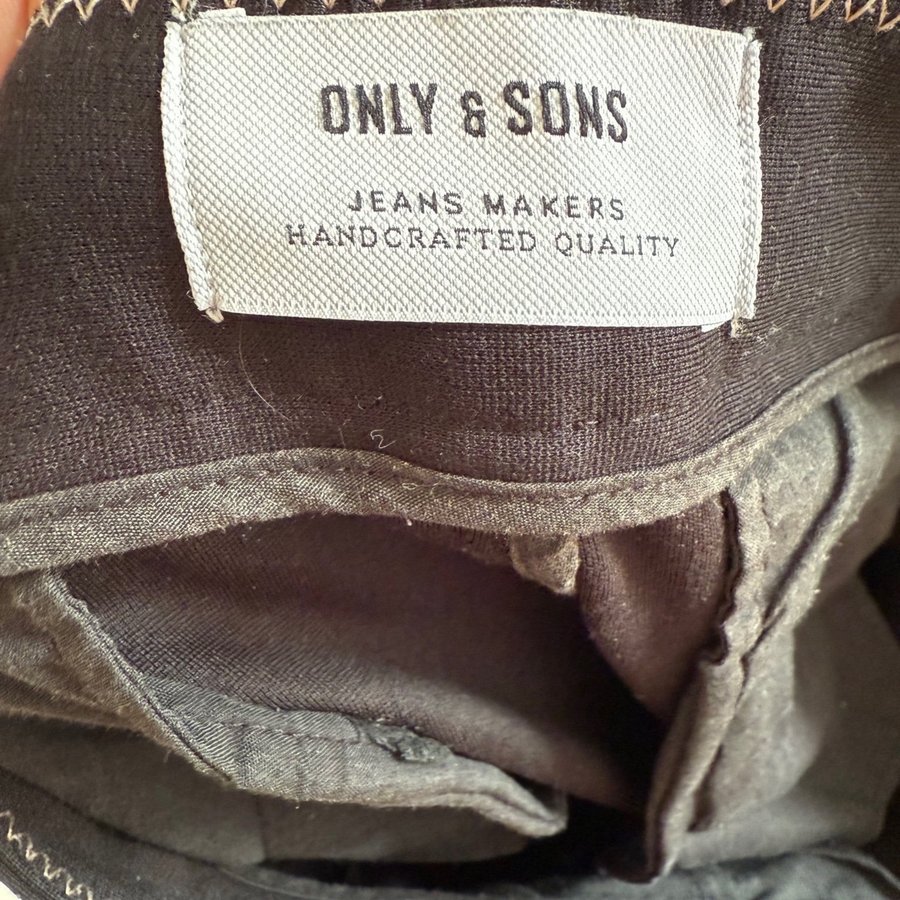 ONLY & SONS
JEANS MAKERS
HANDCRAFTED QUALITY